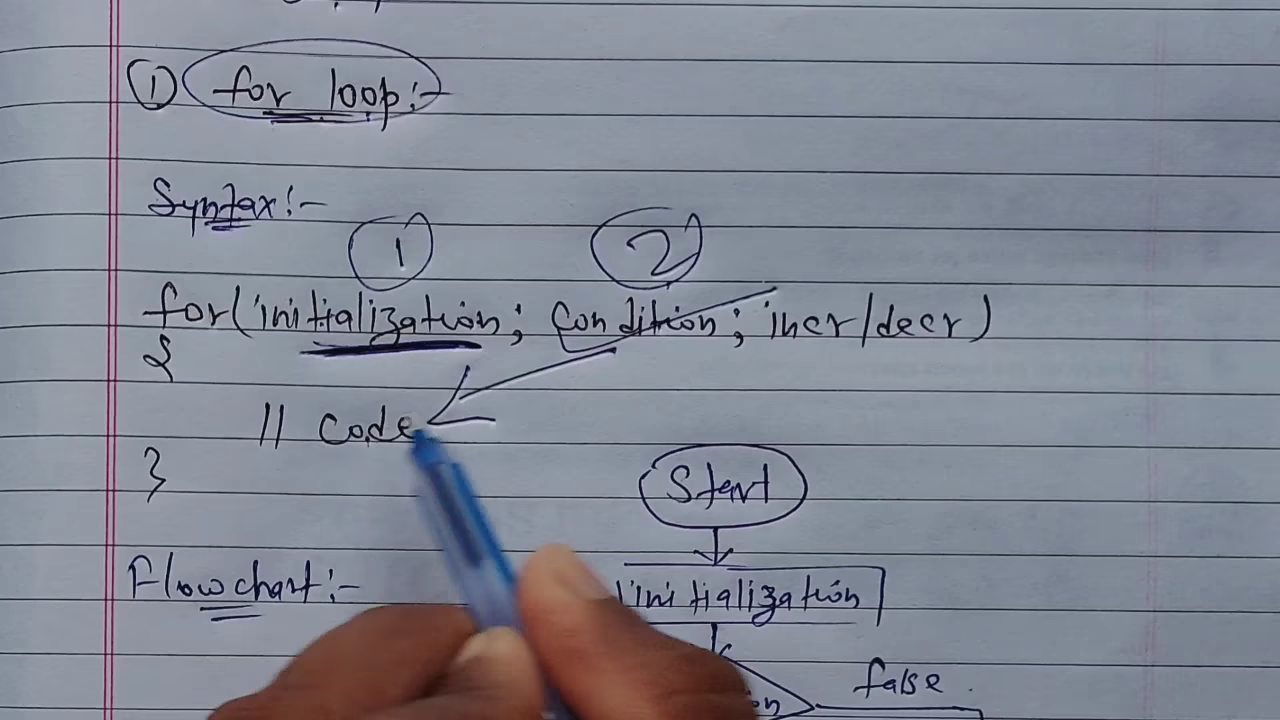 ① for loop:-
Syntax:-
1 2
for(initialization; condition; incr/decr)
{
// Code
}
Start
Flowchart:-
initialization
false